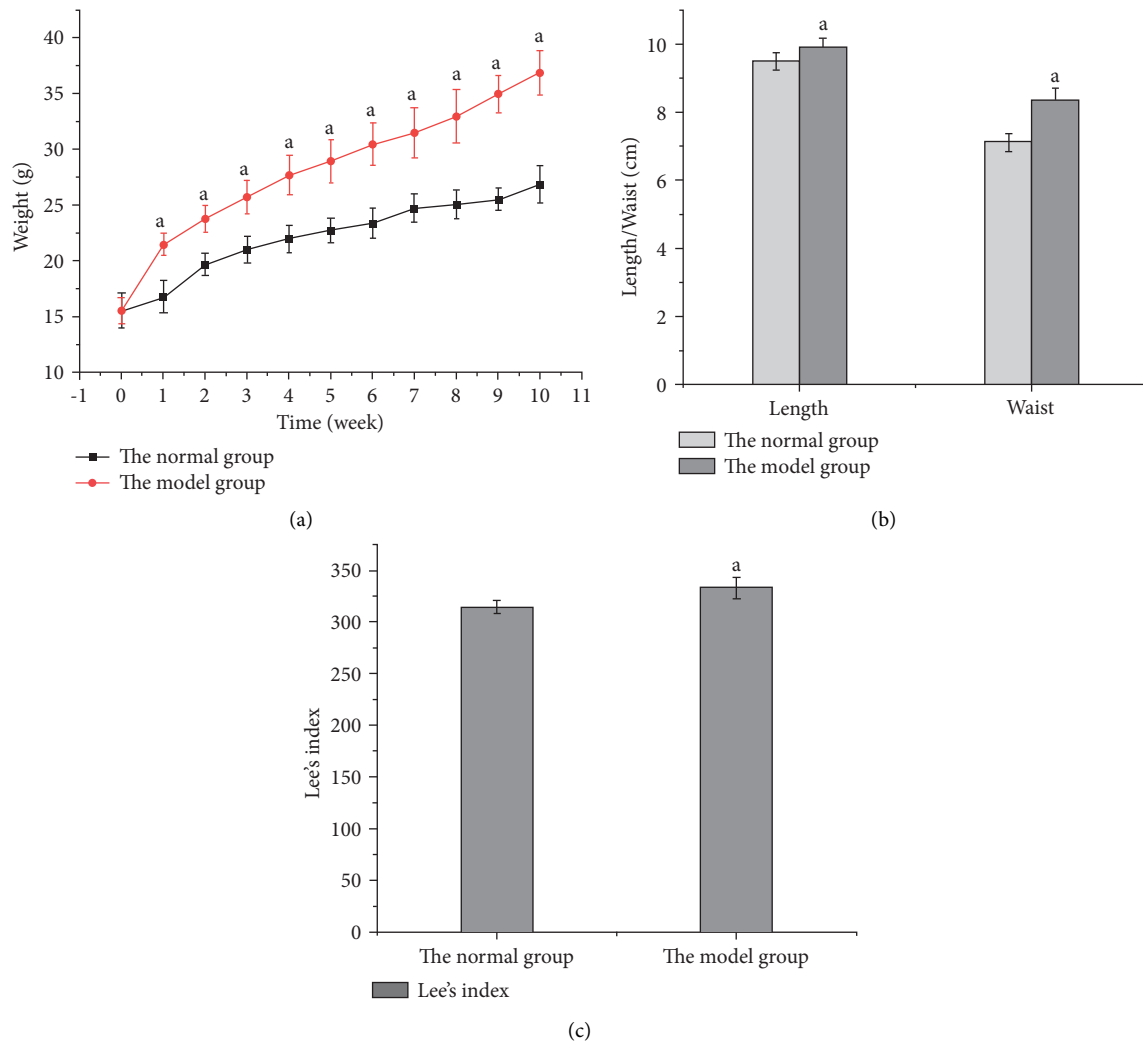 40
35
30
25
20
15
10
Weight (g)
a a a a a a a a a a
-1 0 1 2 3 4 5 6 7 8 9 10 11
Time (week)
The normal group
The model group
(a)
10
8
6
4
2
0
Length/Waist (cm)
a
a
Length Waist
The normal group
The model group
(b)
350
300
250
200
150
100
50
0
Lee's index
a
The normal group The model group
Lee's index
(c)